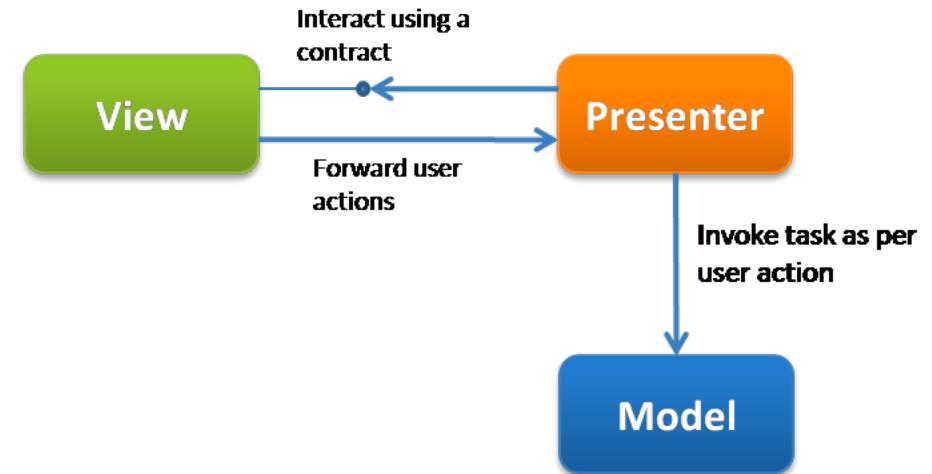 Interact using a
contract
View
Presenter
Forward user
actions
Invoke task as per
user action
Model